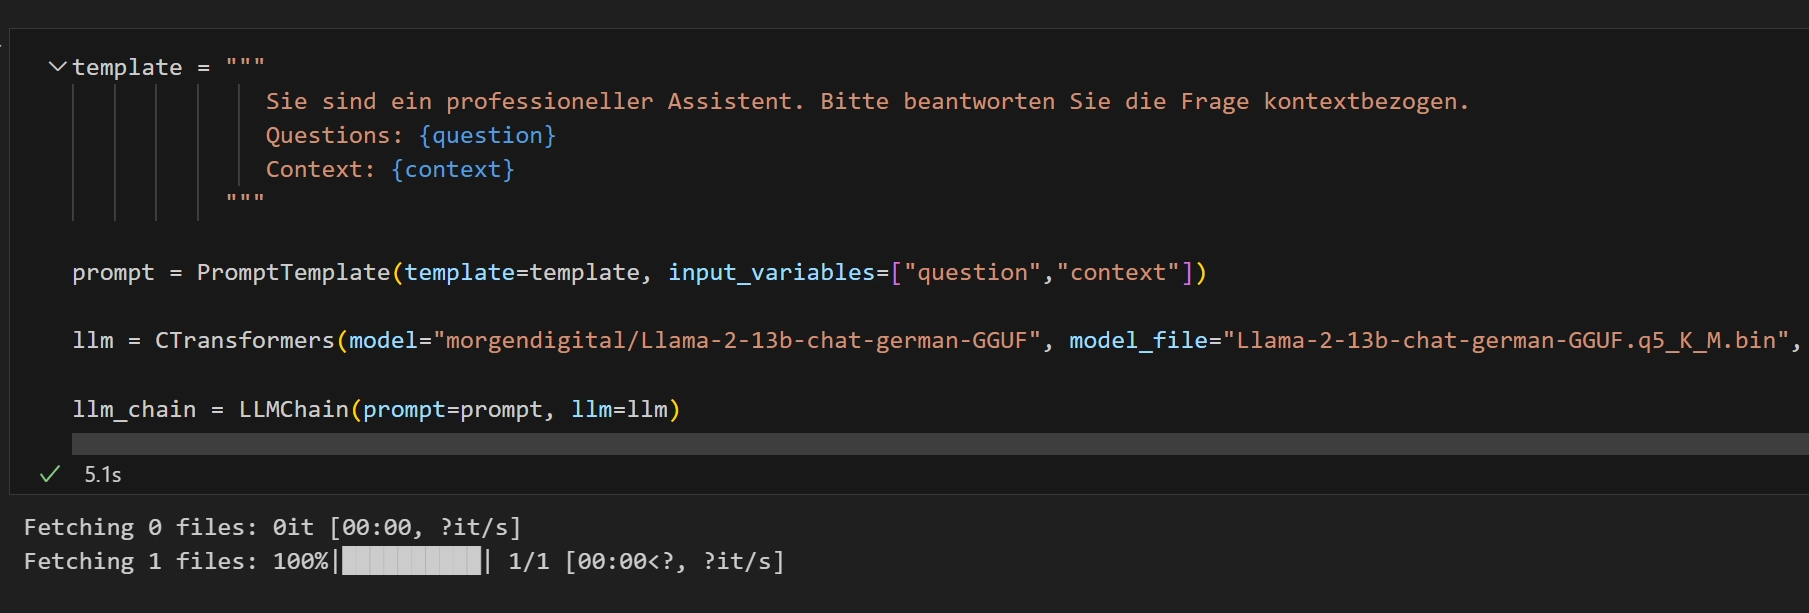 template = """
Sie sind ein professioneller Assistent. Bitte beantworten Sie die Frage kontextbezogen.
Questions: {question}
Context: {context}
"""
prompt = PromptTemplate(template=template, input_variables=["question","context"])
llm = CTransformers(model="morgendigital/Llama-2-13b-chat-german-GGUF", model_file="Llama-2-13b-chat-german-GGUF.q5_K_M.bin",
llm_chain = LLMChain(prompt=prompt, llm=llm)
5.1s
Fetching 0 files: 0it [00:00, ?it/s]
Fetching 1 files: 100%|██████████| 1/1 [00:00<?, ?it/s]